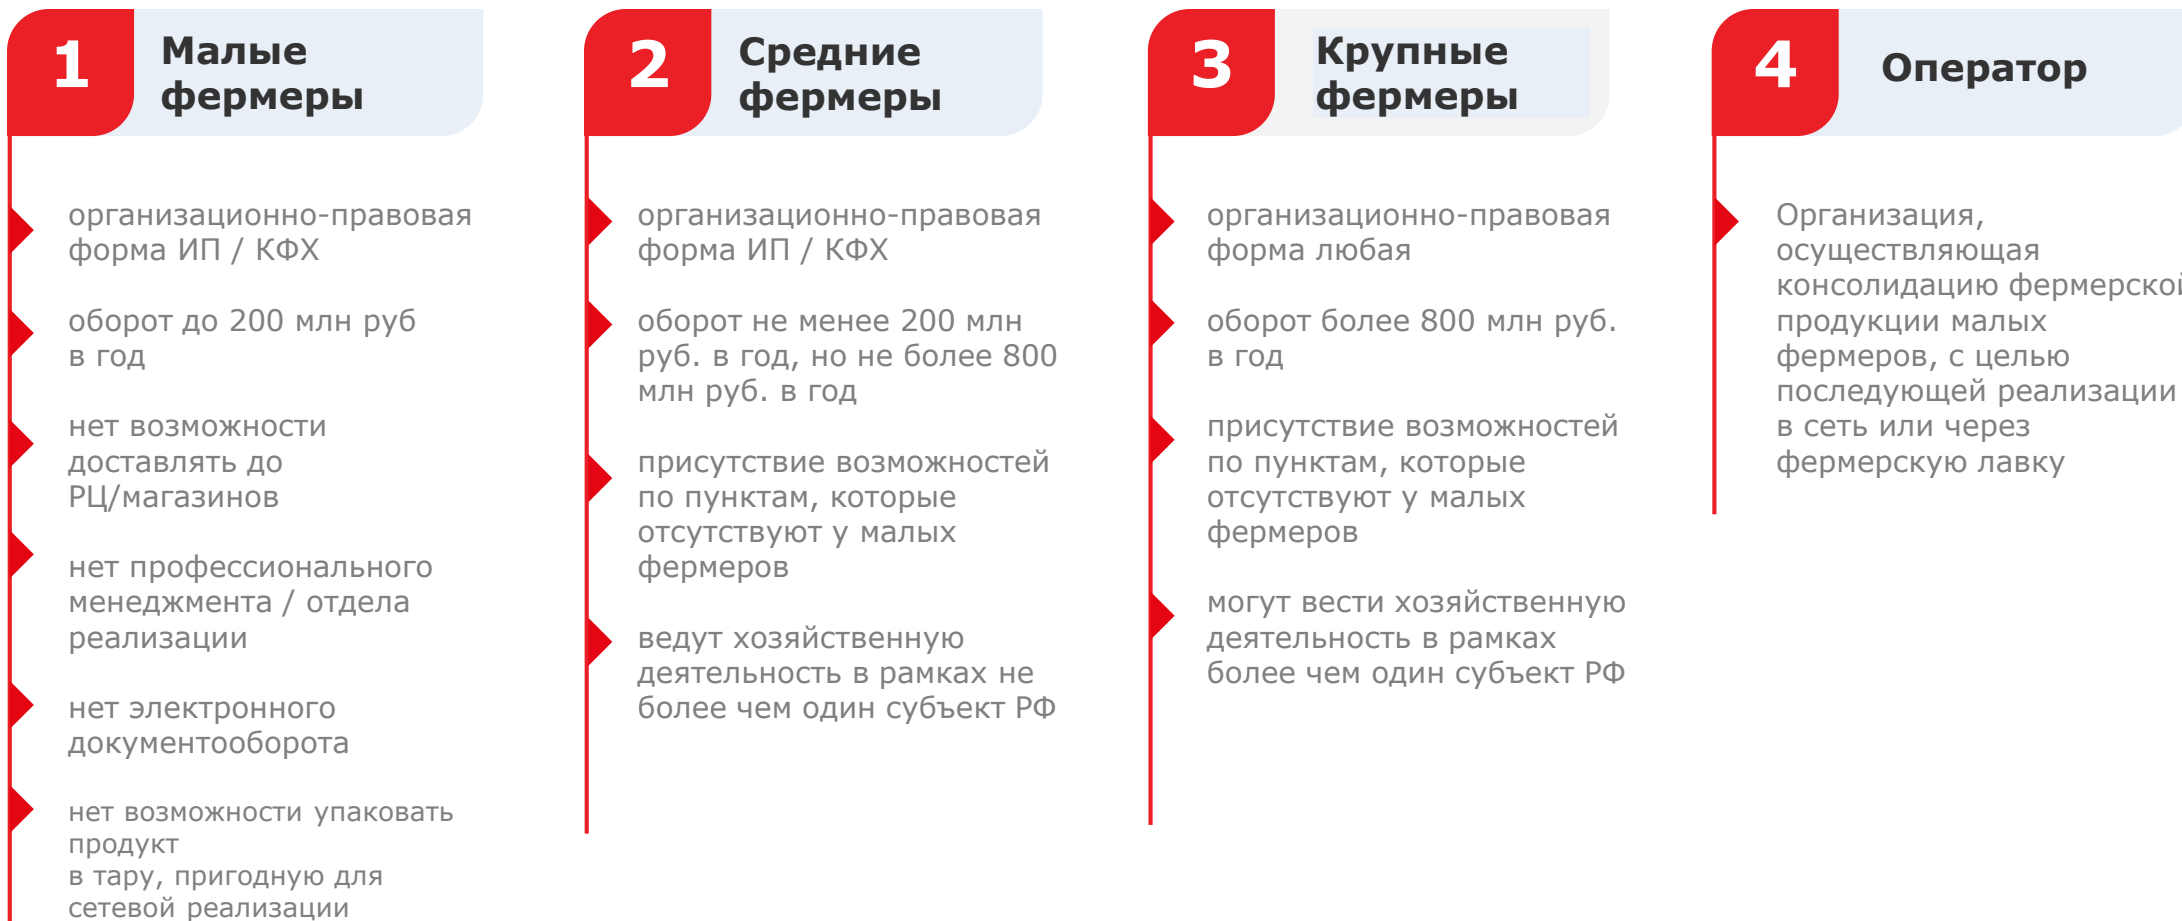 1
Малые
фермеры
организационно-правовая
форма ИП / КФХ
оборот до 200 млн руб
в год
нет возможности
доставлять до
РЦ/магазинов
нет профессионального
менеджмента / отдела
реализации
нет электронного
документооборота
нет возможности упаковать
продукт
в тару, пригодную для
сетевой реализации
2
Средние
фермеры
организационно-правовая
форма ИП / КФХ
оборот не менее 200 млн
руб. в год, но не более 800
млн руб. в год
присутствие возможностей
по пунктам, которые
отсутствуют у малых
фермеров
ведут хозяйственную
деятельность в рамках не
более чем один субъект РФ
3
Крупные
фермеры
организационно-правовая
форма любая
оборот более 800 млн руб.
в год
присутствие возможностей
по пунктам, которые
отсутствуют у малых
фермеров
могут вести хозяйственную
деятельность в рамках
более чем один субъект РФ
4
Оператор
Организация,
осуществляющая
консолидацию фермерской
продукции малых
фермеров, с целью
последующей реализации
в сеть или через
фермерскую лавку